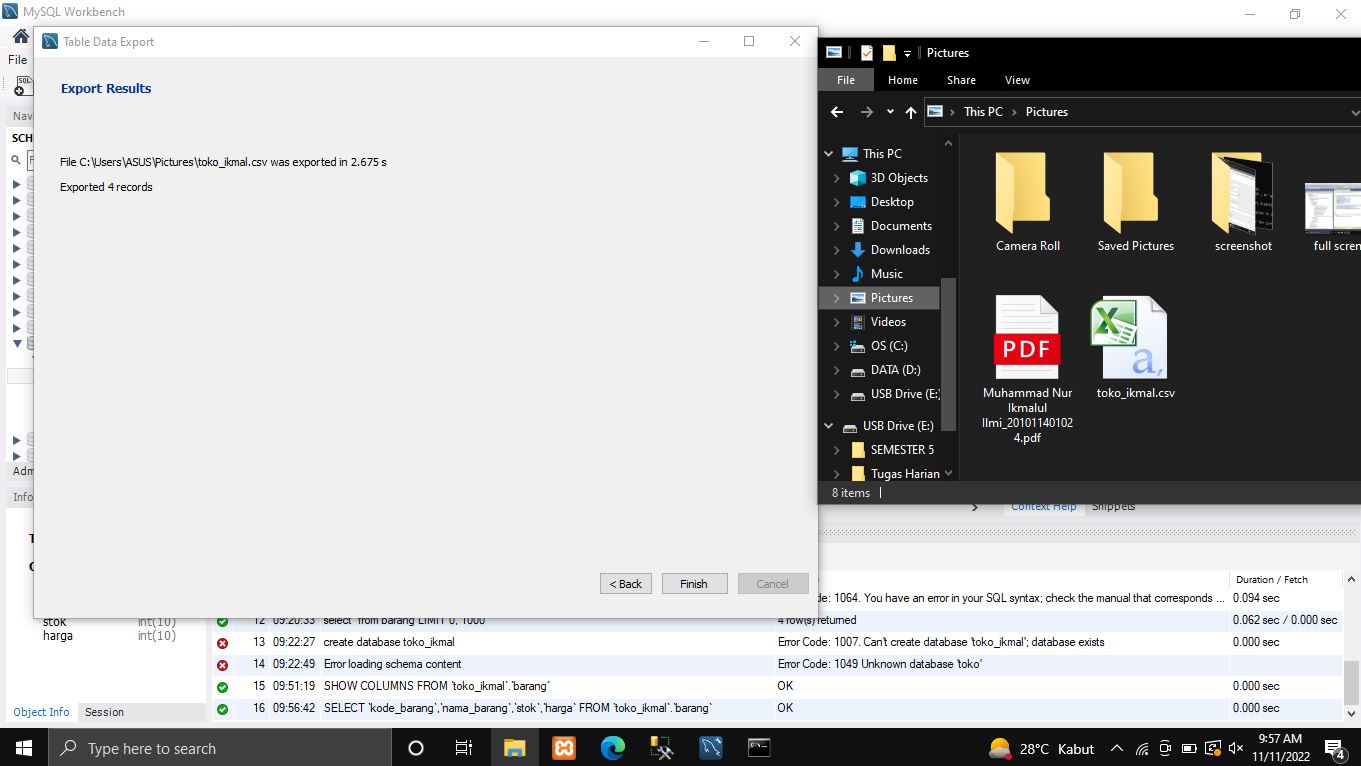 MySQL Workbench
File
Table Data Export
Export Results
File C:\Users\ASUS\Pictures\toko_ikmal.csv was exported in 2.675 s
Exported 4 records
< Back
Finish
Cancel
Pictures
File
Home
Share
View
This PC
Pictures
This PC
3D Objects
Desktop
Documents
Downloads
Music
Pictures
Videos
OS (C:)
DATA (D:)
USB Drive (E:)
USB Drive (E:)
SEMESTER 5
Tugas Harian
Camera Roll
Saved Pictures
screenshot
full scren
PDF
Muhammad Nur
Ikmalul
Ilmi_20101140102
4.pdf
a,
toko_ikmal.csv
8 items
SQL
Nav
SCH
F
Adm
Info
stok int(10)
harga int(10)
Object Info
Session
Context Help
Snippets
Duration / Fetch
de: 1064. You have an error in your SQL syntax; check the manual that corresponds ... 0.094 sec
12 09:20:33 select * from barang LIMIT 0, 1000 4 row(s) returned 0.062 sec / 0.000 sec
13 09:22:27 create database toko_ikmal Error Code: 1007. Can't create database 'toko_ikmal'; database exists 0.000 sec
14 09:22:49 Error loading schema content Error Code: 1049 Unknown database 'toko'
15 09:51:19 SHOW COLUMNS FROM `toko_ikmal`.`barang` OK 0.000 sec
16 09:56:42 SELECT `kode_barang`,`nama_barang`,`stok`,`harga` FROM `toko_ikmal`.`barang` OK 0.000 sec
Type here to search
28°C Kabut
9:57 AM
11/11/2022
4